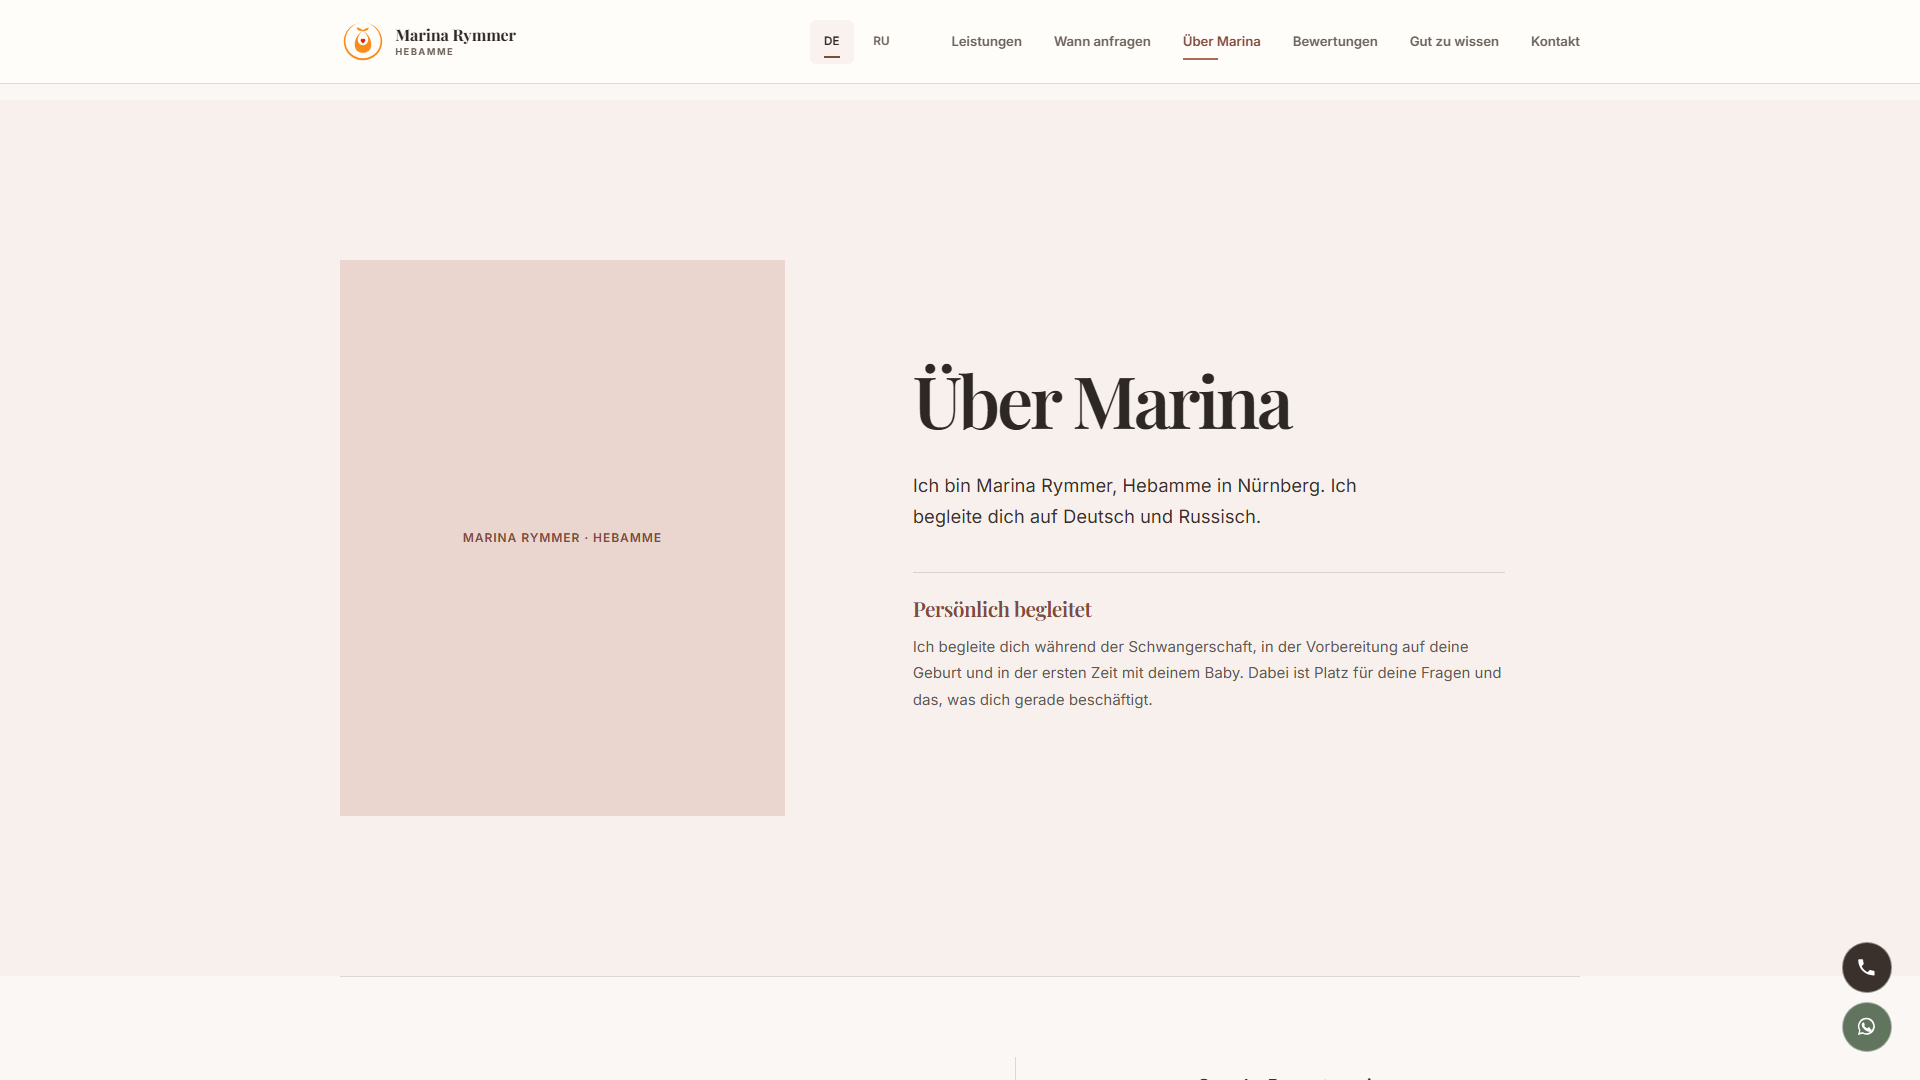 Marina Rymmer
HEBAMME
DE
RU
Leistungen
Wann anfragen
Über Marina
Bewertungen
Gut zu wissen
Kontakt
MARINA RYMMER · HEBAMME
Über Marina
Ich bin Marina Rymmer, Hebamme in Nürnberg. Ich
begleite dich auf Deutsch und Russisch.
Persönlich begleitet
Ich begleite dich während der Schwangerschaft, in der Vorbereitung auf deine
Geburt und in der ersten Zeit mit deinem Baby. Dabei ist Platz für deine Fragen und
das, was dich gerade beschäftigt.